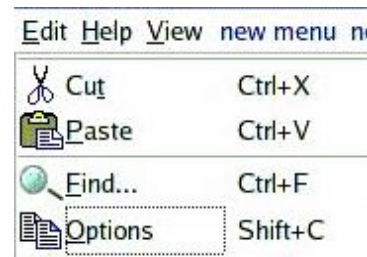 Edit Help View new menu
Cut Ctrl+X
Paste Ctrl+V
Find... Ctrl+F
Options Shift+C